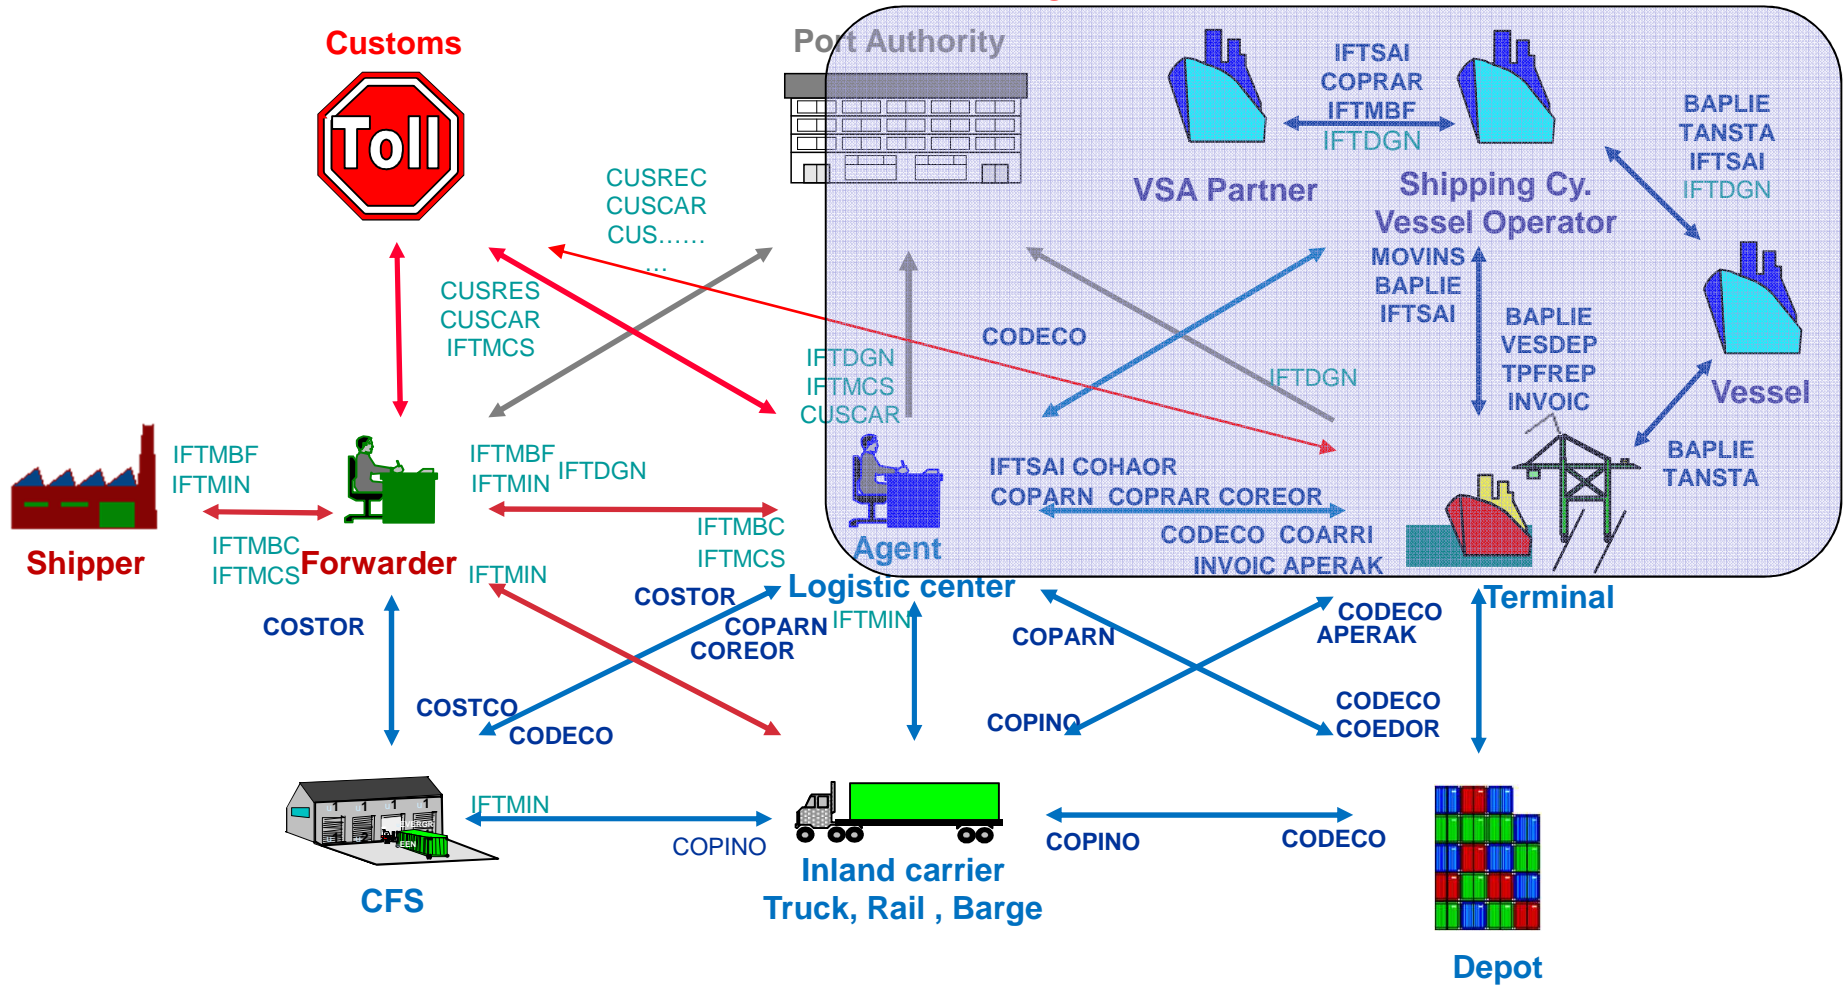 Customs
Toll
Port Authority
IFTSAI
COPRAR
IFTMBF
IFTDGN
BAPLIE
TANSTA
IFTSAI
IFTDGN
VSA Partner
Shipping Cy.
Vessel Operator
CUSREC
CUSCAR
CUS......
...
MOVINS
BAPLIE
IFTSAI
CUSRES
CUSCAR
IFTMCS
CODECO
BAPLIE
VESDEP
TPFREP
INVOIC
IFTDGN
IFTMCS
CUSCAR
IFTDGN
Vessel
BAPLIE
TANSTA
IFTMBF
IFTMIN
IFTMBF
IFTMIN
IFTDGN
IFTSAI COHAOR
COPARN COPRAR COREOR
CODECO COARRI
INVOIC APERAK
IFTMBC
IFTMCS
IFTMBC
IFTMCS
Shipper
Forwarder
Agent
Logistic center
Terminal
IFTMIN
COSTOR
COSTOR
COPARN
COREOR
IFTMIN
COPARN
CODECO
APERAK
COSTCO
CODECO
COPINO
CODECO
COEDOR
IFTMIN
COPINO
COPINO
CODECO
CFS
Inland carrier
Truck, Rail , Barge
Depot